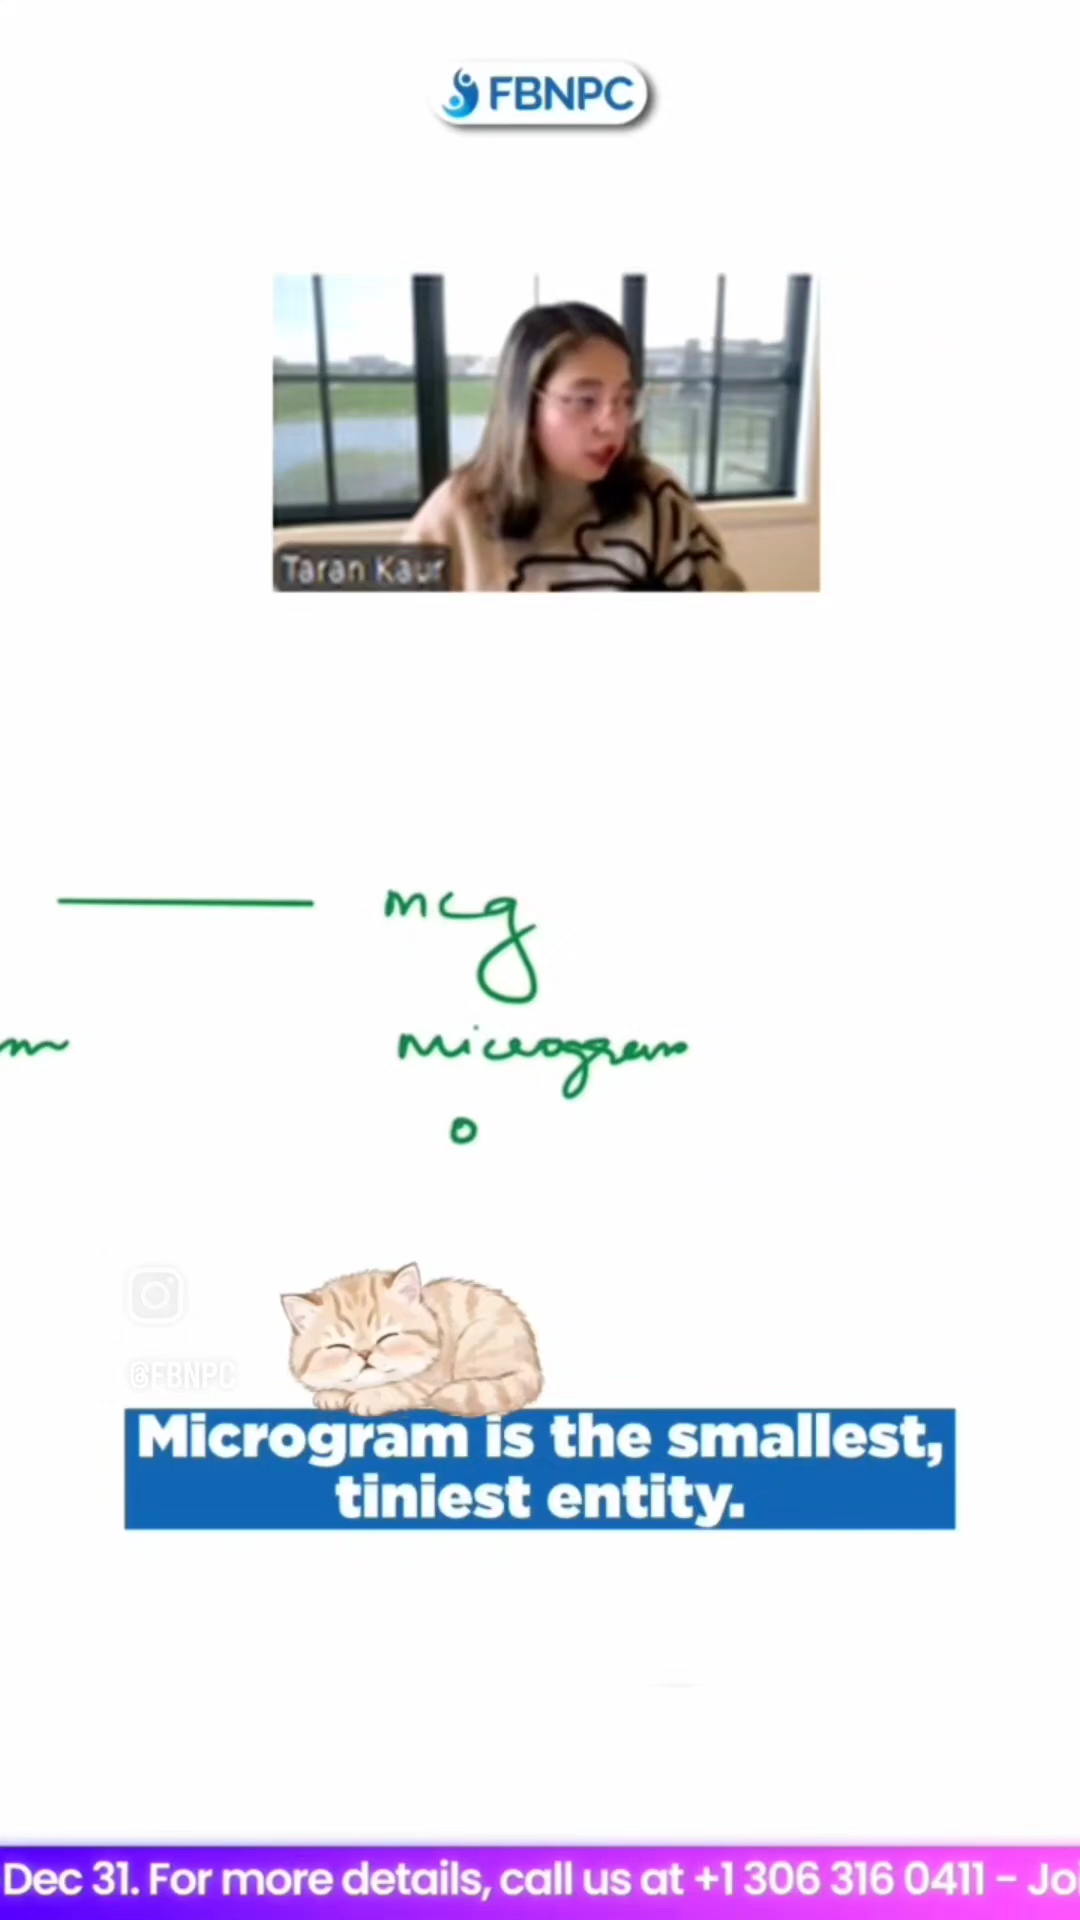 FBNPC
Taran Kaur
mcg
Microgram
@FBNPC
Microgram is the smallest,
tiniest entity.
Dec 31. For more details, call us at +1 306 316 0411 - Joi